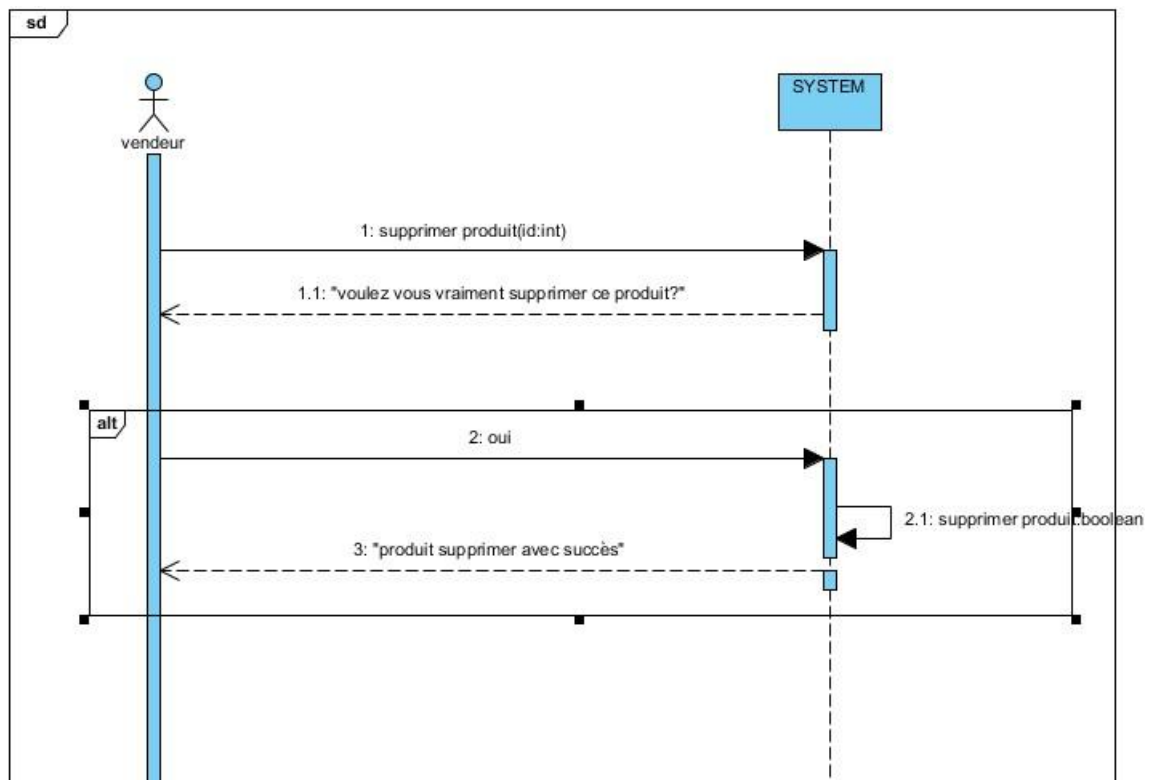 sd
vendeur
SYSTEM
1: supprimer produit(id:int)
1.1: "voulez vous vraiment supprimer ce produit?"
alt
2: oui
2.1: supprimer produit:boolean
3: "produit supprimer avec succès"